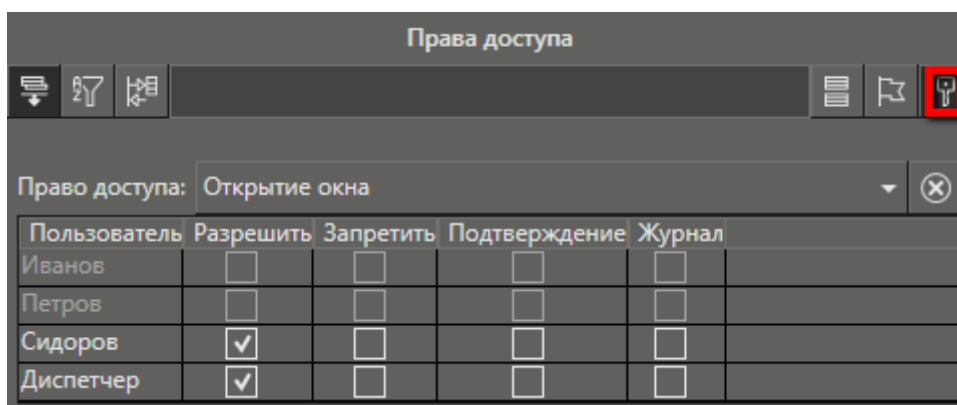 Права доступа
Право доступа: Открытие окна
Пользователь Разрешить Запретить Подтверждение Журнал
Иванов
Петров
Сидоров
Диспетчер